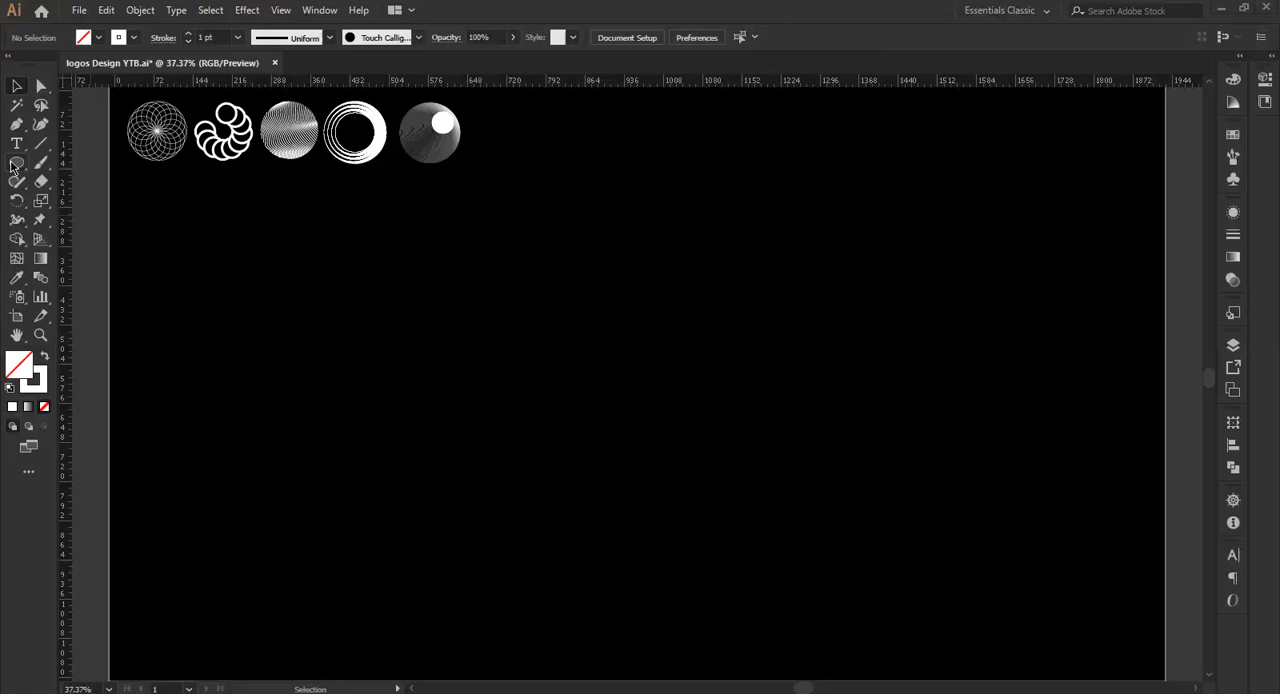 Ai File Edit Object Type Select Effect View Window Help Essentials Classic Search Adobe Stock
No Selection Stroke: 1 pt Uniform Touch Callig... Opacity: 100% Style: Document Setup Preferences
logos Design YTB.ai* @ 37.37% (RGB/Preview) ×
72 0 72 144 216 288 360 432 504 576 648 720 792 864 936 1008 1080 1152 1224 1296 1368 1440 1512 1584 1656 1728 1800 1872 1944
37.37% 1 Selection